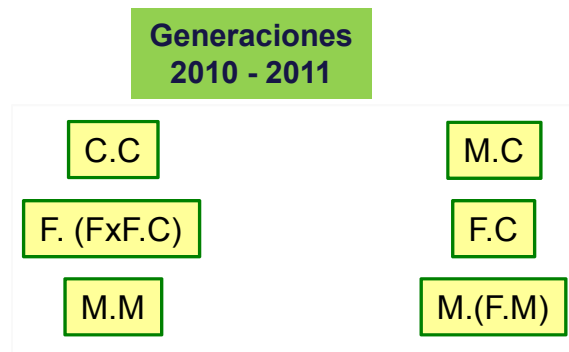 Generaciones
2010 - 2011
C.C
M.C
F. (FxF.C)
F.C
M.M
M.(F.M)